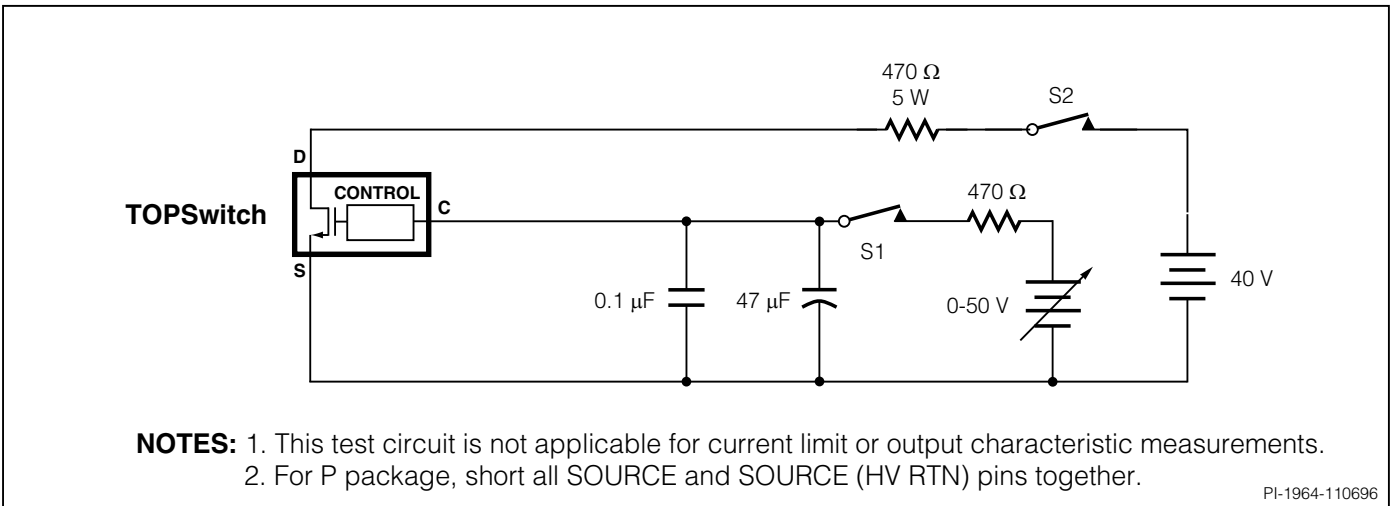 470 Ω
5 W
S2
D
CONTROL
C
TOPSwitch
470 Ω
S1
S
0.1 µF
47 µF
0-50 V
40 V
NOTES: 1. This test circuit is not applicable for current limit or output characteristic measurements.
2. For P package, short all SOURCE and SOURCE (HV RTN) pins together.
PI-1964-110696